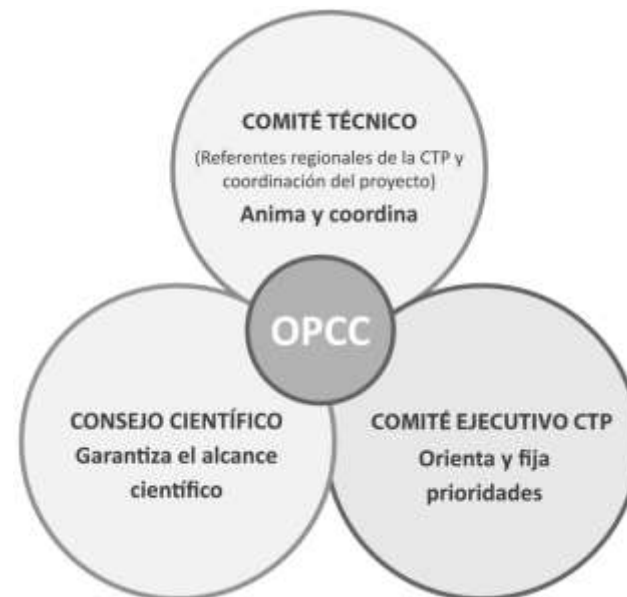 COMITÉ TÉCNICO
(Referentes regionales de la CTP y
coordinación del proyecto)
Anima y coordina
OPCC
CONSEJO CIENTÍFICO
Garantiza el alcance
científico
COMITÉ EJECUTIVO CTP
Orienta y fija
prioridades